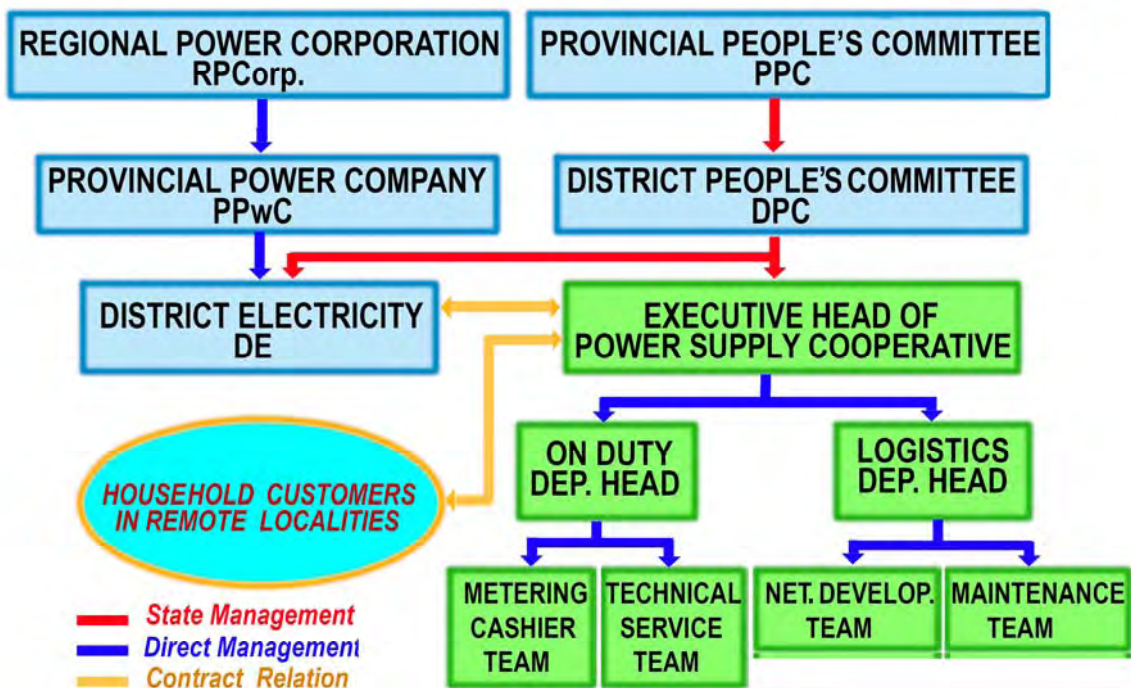 REGIONAL POWER CORPORATION
RPCorp.
PROVINCIAL PEOPLE'S COMMITTEE
PPC
PROVINCIAL POWER COMPANY
PPwC
DISTRICT PEOPLE'S COMMITTEE
DPC
DISTRICT ELECTRICITY
DE
EXECUTIVE HEAD OF
POWER SUPPLY COOPERATIVE
ON DUTY
DEP. HEAD
LOGISTICS
DEP. HEAD
HOUSEHOLD CUSTOMERS
IN REMOTE LOCALITIES
METERING
CASHIER
TEAM
TECHNICAL
SERVICE
TEAM
NET. DEVELOP.
TEAM
MAINTENANCE
TEAM
State Management
Direct Management
Contract Relation